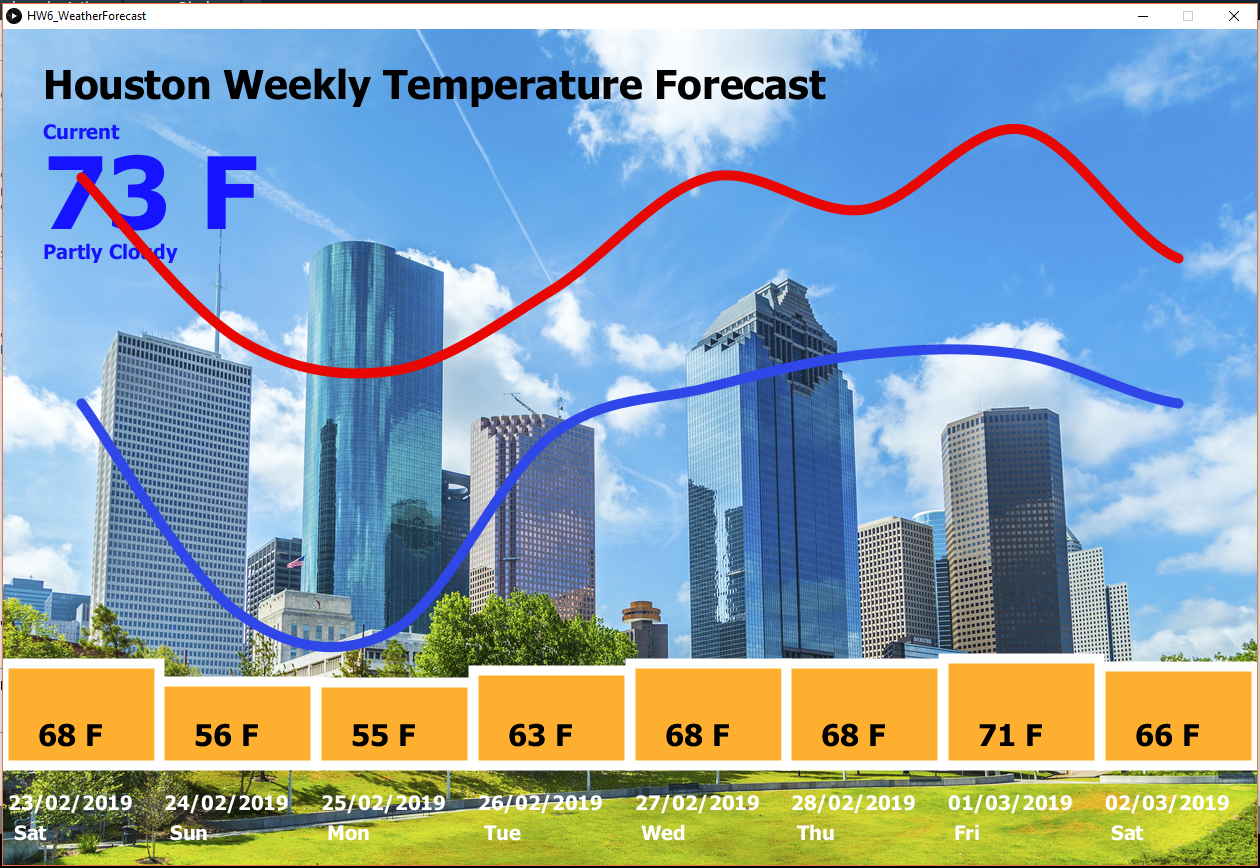 HW6_WeatherForecast
Houston Weekly Temperature Forecast
Current
73 F
Partly Cloudy
68 F 56 F 55 F 63 F 68 F 68 F 71 F 66 F
23/02/2019 24/02/2019 25/02/2019 26/02/2019 27/02/2019 28/02/2019 01/03/2019 02/03/2019
Sat Sun Mon Tue Wed Thu Fri Sat